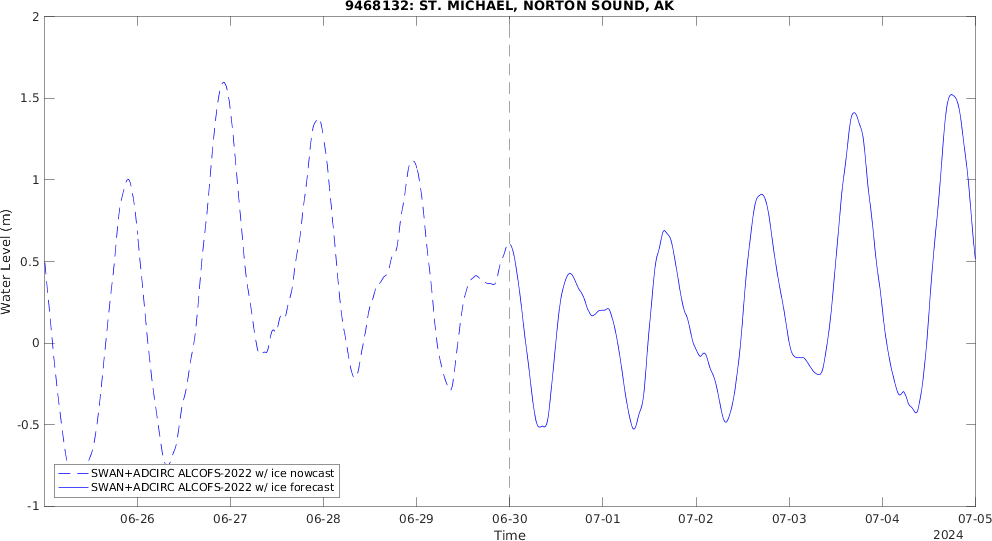 9468132: ST. MICHAEL, NORTON SOUND, AK
2
1.5
1
0.5
0
-0.5
-1
Water Level (m)
SWAN+ADCIRC ALCOFS-2022 w/ ice nowcast
SWAN+ADCIRC ALCOFS-2022 w/ ice forecast
06-26 06-27 06-28 06-29 06-30 07-01 07-02 07-03 07-04 07-05
Time
2024